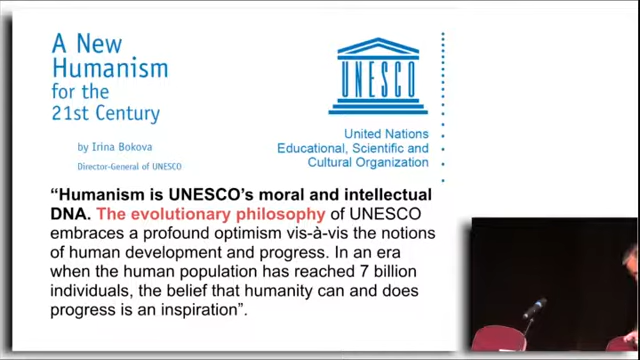 A New
Humanism
for the
21st Century
by Irina Bokova
Director-General of UNESCO
UNESCO
United Nations
Educational, Scientific and
Cultural Organization
“Humanism is UNESCO’s moral and intellectual
DNA. The evolutionary philosophy of UNESCO
embraces a profound optimism vis-à-vis the notions
of human development and progress. In an era
when the human population has reached 7 billion
individuals, the belief that humanity can and does
progress is an inspiration”.